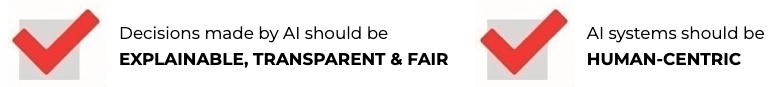 Decisions made by AI should be
EXPLAINABLE, TRANSPARENT & FAIR
AI systems should be
HUMAN-CENTRIC